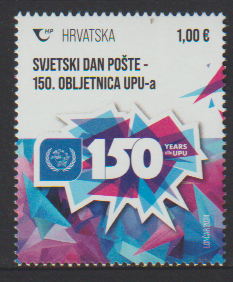 HP HRVATSKA 1,00 €
SVJETSKI DAN POŠTE -
150. OBLJETNICA UPU-a
150 YEARS
UPU